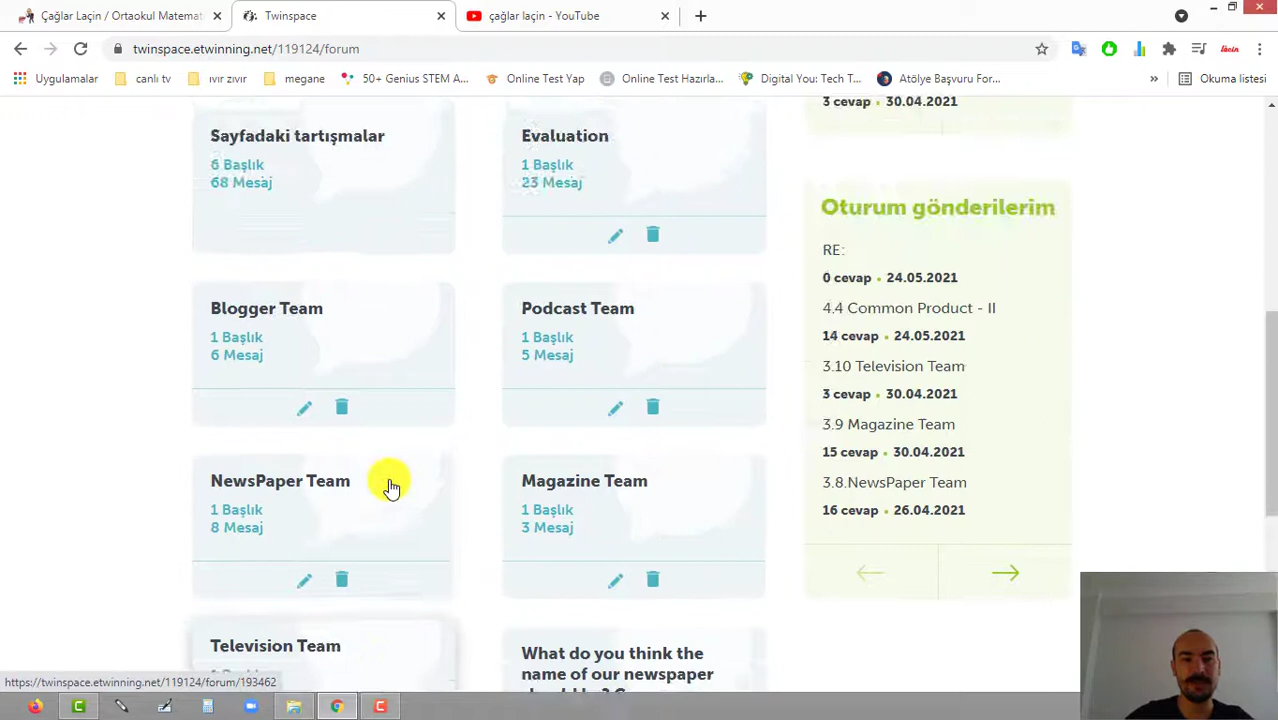 Çağlar Laçin / Ortaokul Matemat
Twinspace
çağlar laçin - YouTube
twinspace.etwinning.net/119124/forum
Uygulamalar
canlı tv
ıvır zıvır
megane
50+ Genius STEM A...
Online Test Yap
Online Test Hazırla...
Digital You: Tech T...
Atölye Başvuru For...
»
Okuma listesi
3 cevap • 30.04.2021
Sayfadaki tartışmalar
6 Başlık
68 Mesaj
Evaluation
1 Başlık
23 Mesaj
Blogger Team
1 Başlık
6 Mesaj
Podcast Team
1 Başlık
5 Mesaj
NewsPaper Team
1 Başlık
8 Mesaj
Magazine Team
1 Başlık
3 Mesaj
Television Team
What do you think the
name of our newspaper
Oturum gönderilerim
RE:
0 cevap • 24.05.2021
4.4 Common Product - II
14 cevap • 24.05.2021
3.10 Television Team
3 cevap • 30.04.2021
3.9 Magazine Team
15 cevap • 30.04.2021
3.8.NewsPaper Team
16 cevap • 26.04.2021
https://twinspace.etwinning.net/119124/forum/193462